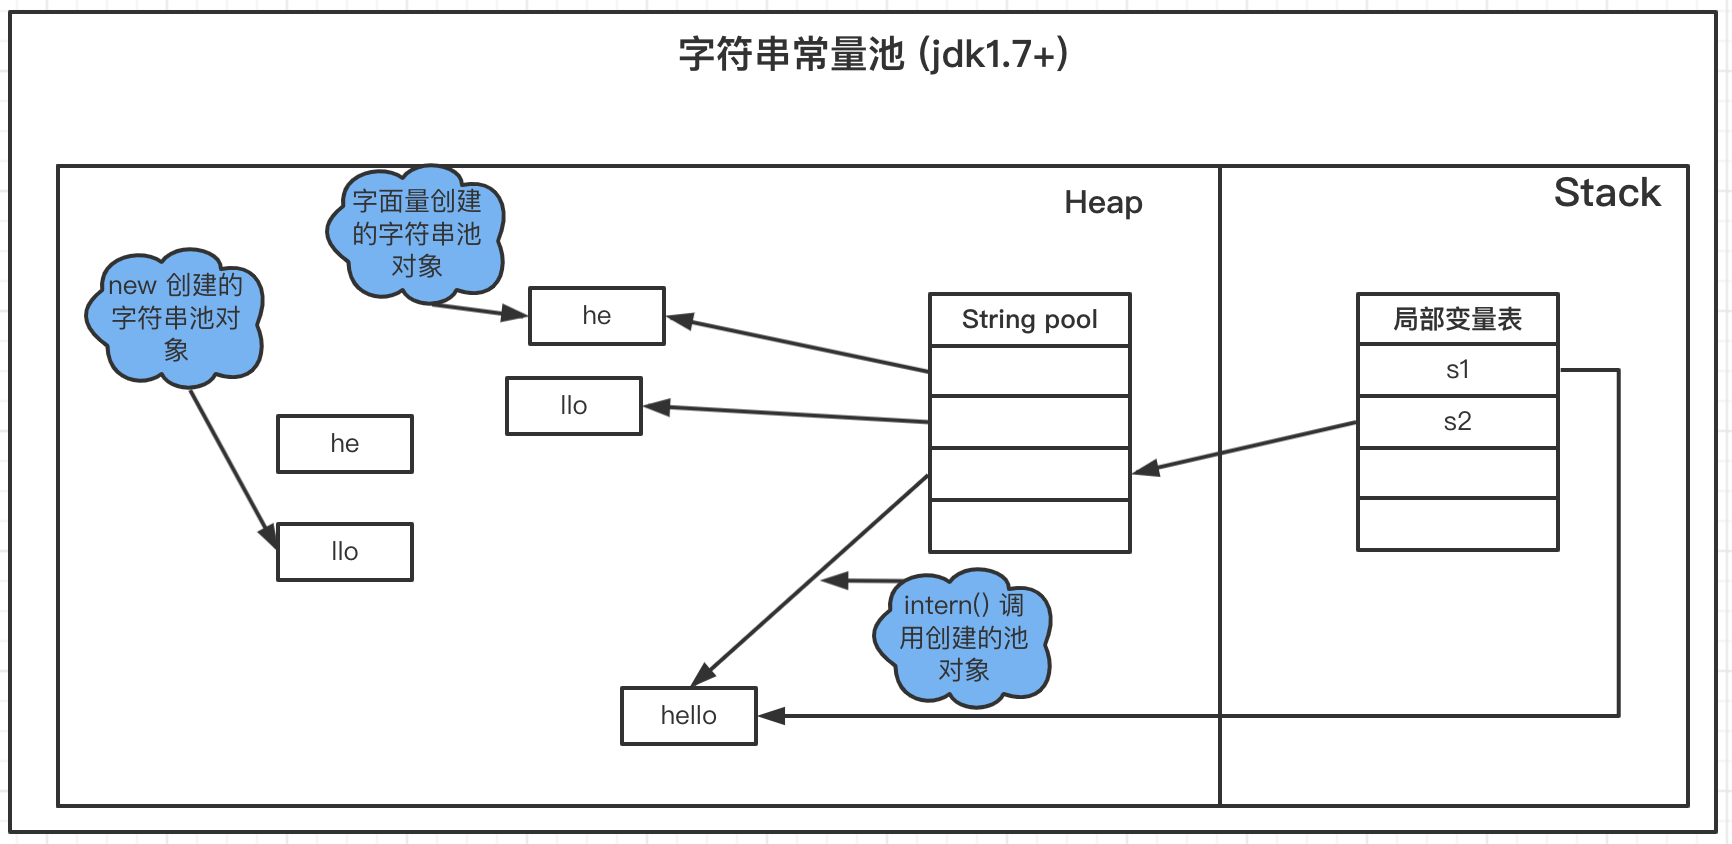 字符串常量池 (jdk1.7+)
Heap
Stack
字面量创建
的字符串池
对象
new 创建的
字符串池对
象
he
llo
he
llo
String pool
局部变量表
s1
s2
intern() 调
用创建的池
对象
hello